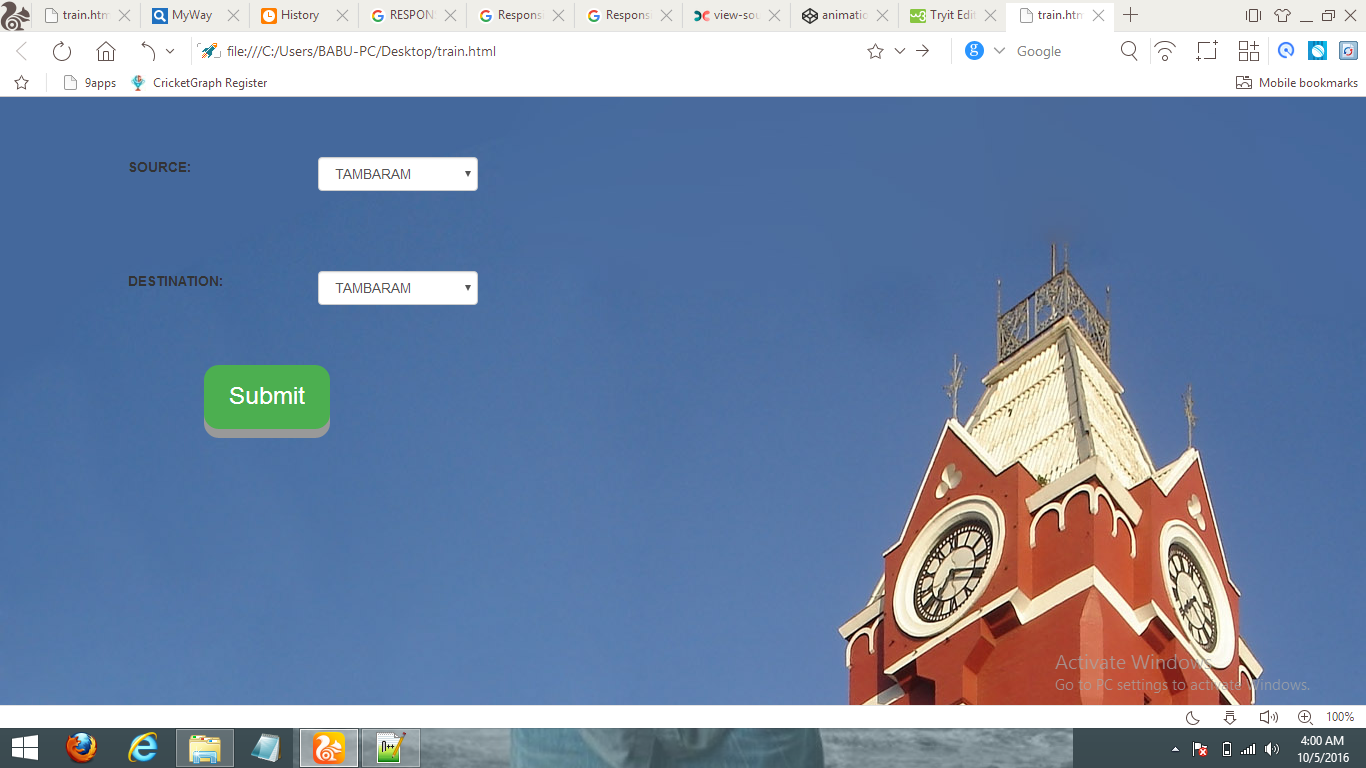 train.htm MyWay History RESPON Respons Respons view-sou animatio Tryit Edit train.htm
file:///C:/Users/BABU-PC/Desktop/train.html Google
9apps CricketGraph Register Mobile bookmarks
SOURCE: TAMBARAM
DESTINATION: TAMBARAM
Submit
Activate Windows
Go to PC settings to activate Windows.
100%
4:00 AM
10/5/2016